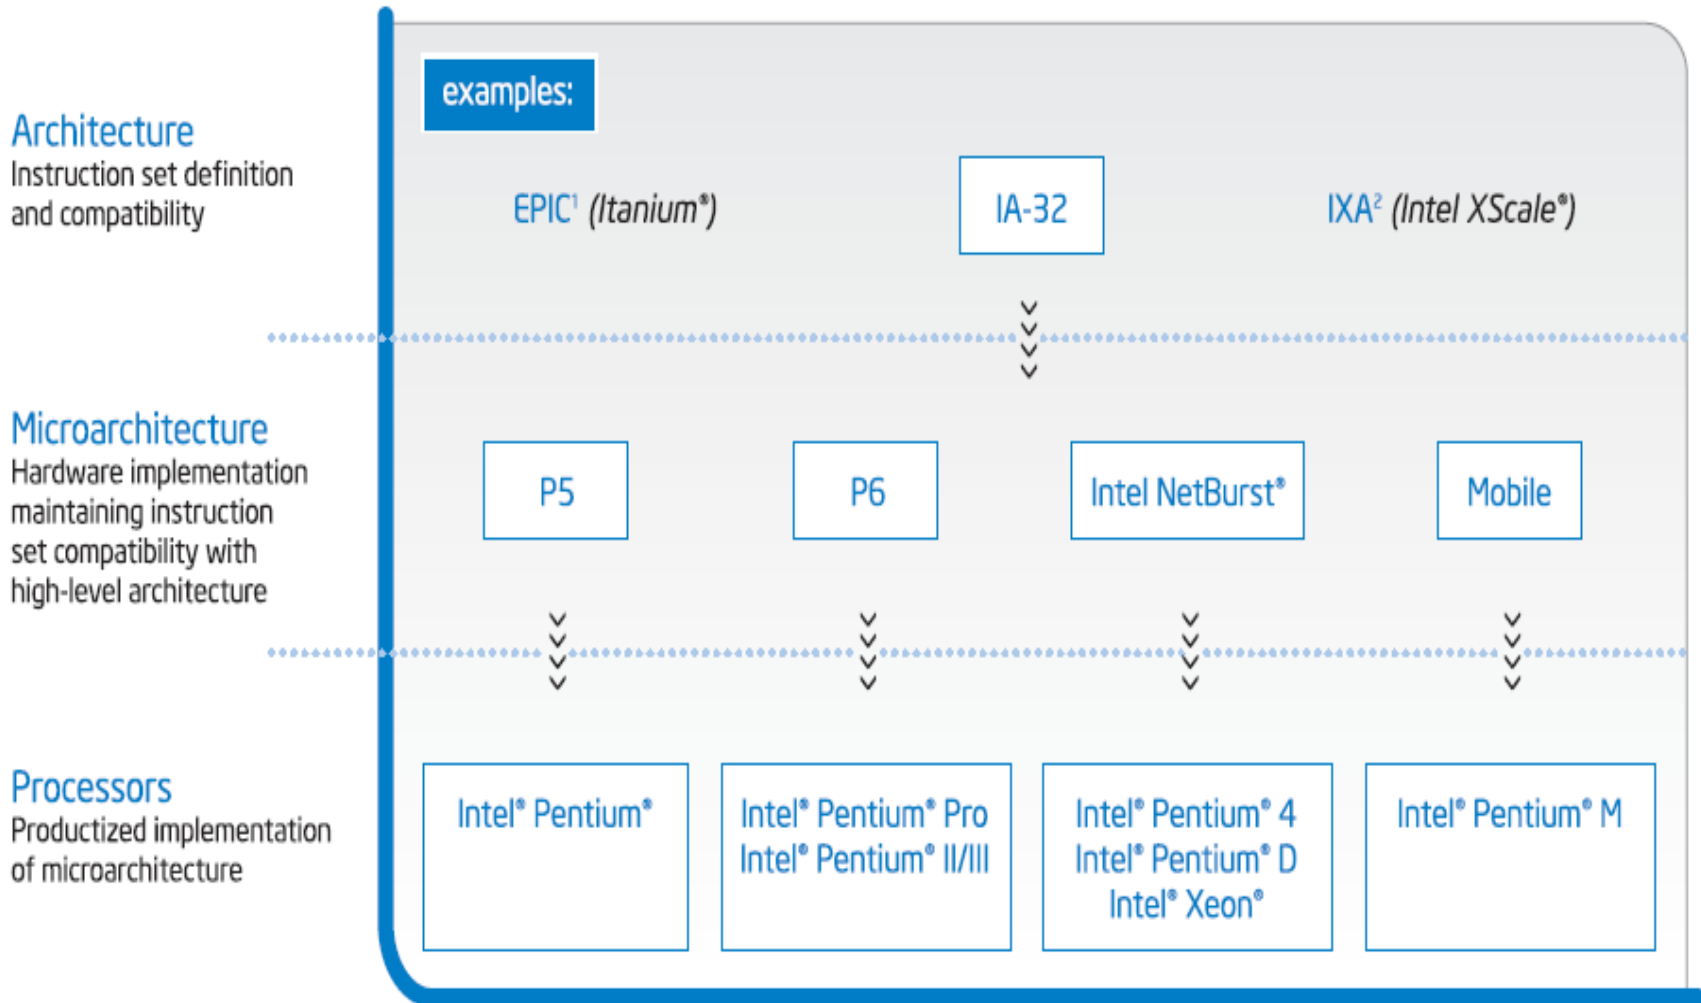 examples:
Architecture
Instruction set definition
and compatibility
EPIC¹ (Itanium®)
IA-32
IXA² (Intel XScale®)
Microarchitecture
Hardware implementation
maintaining instruction
set compatibility with
high-level architecture
P5
P6
Intel NetBurst®
Mobile
Processors
Productized implementation
of microarchitecture
Intel® Pentium®
Intel® Pentium® Pro
Intel® Pentium® II/III
Intel® Pentium® 4
Intel® Pentium® D
Intel® Xeon®
Intel® Pentium® M